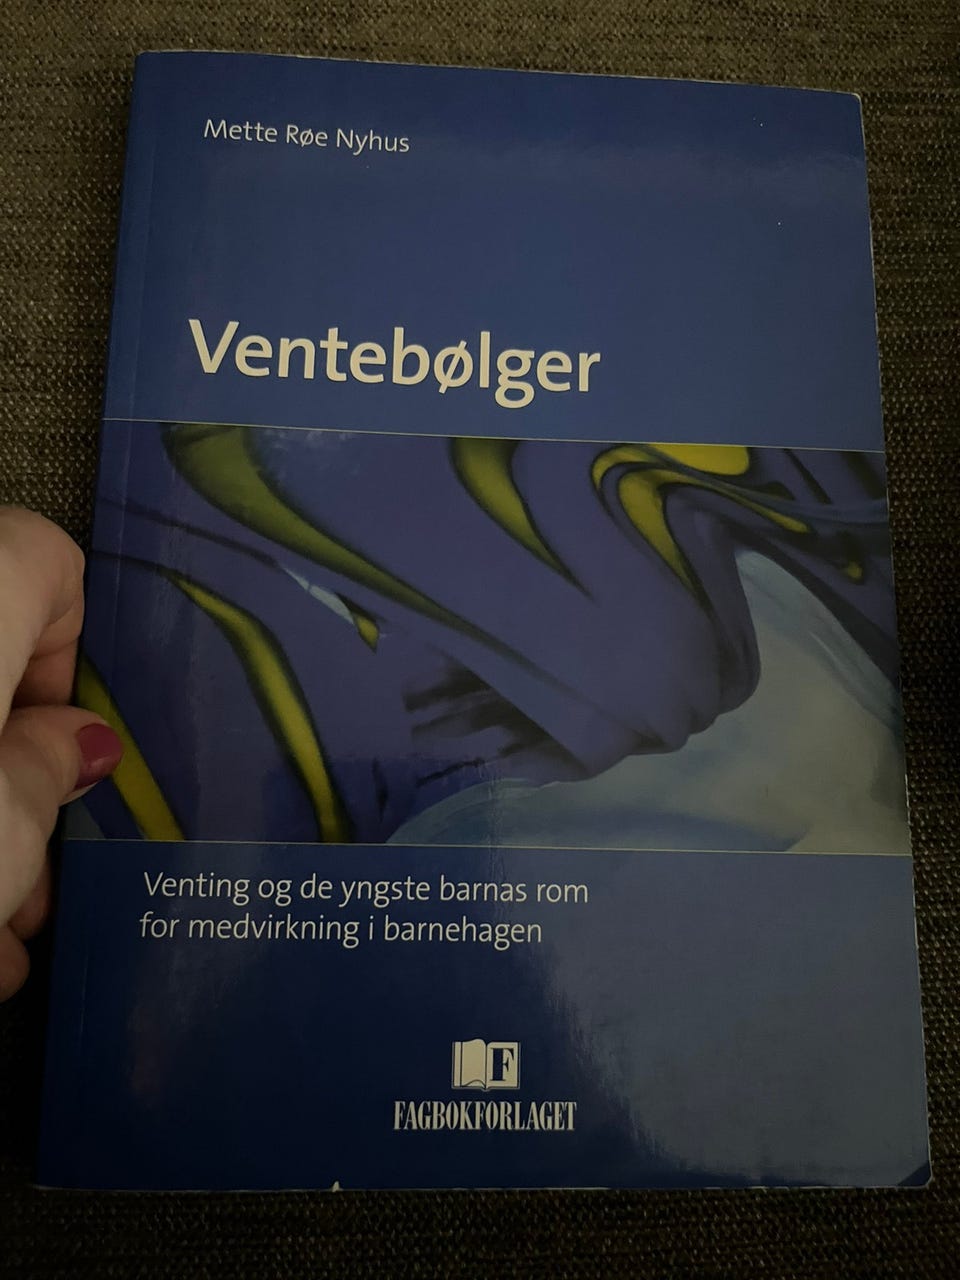 Mette Røe Nyhus
Ventebølger
Venting og de yngste barnas rom
for medvirkning i barnehagen
F
FAGBOKFORLAGET